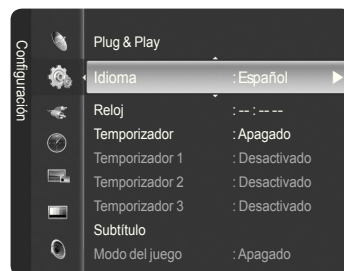 Configuración
Plug & Play
Idioma : Español
Reloj : -- : -- --
Temporizador : Apagado
Temporizador 1 : Desactivado
Temporizador 2 : Desactivado
Temporizador 3 : Desactivado
Subtítulo
Modo del juego : Apagado